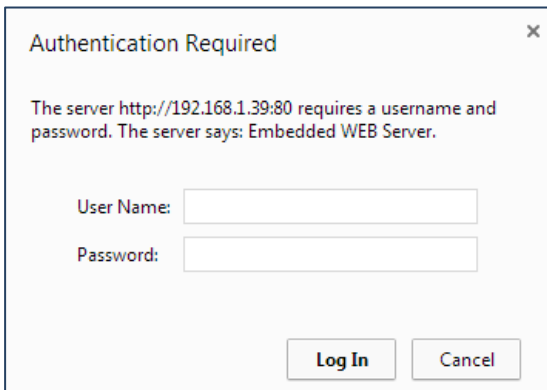 Authentication Required
×
The server http://192.168.1.39:80 requires a username and
password. The server says: Embedded WEB Server.
User Name:
Password:
Log In Cancel